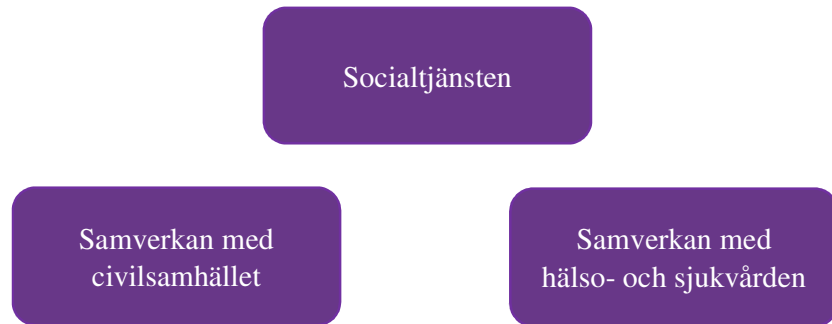 Socialtjänsten
Samverkan med
civilsamhället
Samverkan med
hälso- och sjukvården